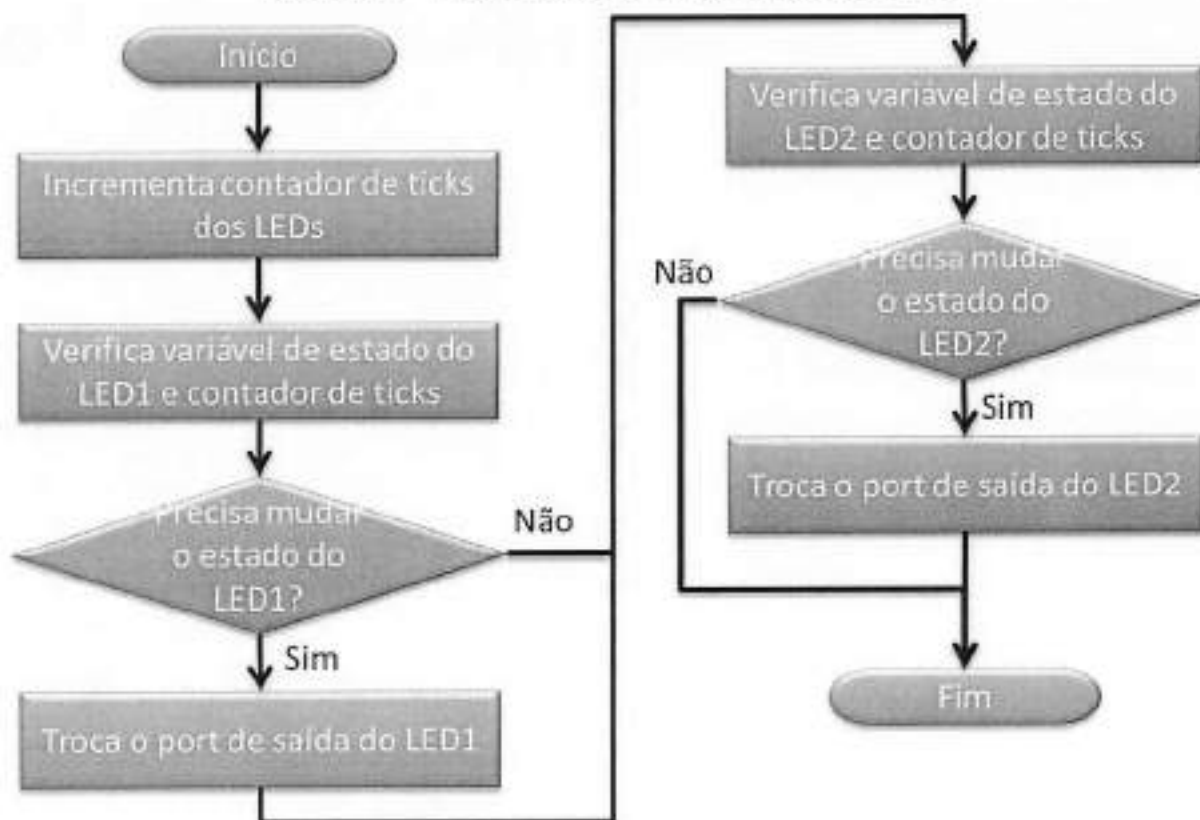 Início
Incrementa contador de ticks
dos LEDs
Verifica variável de estado do
LED1 e contador de ticks
Precisa mudar
o estado do
LED1?
Não
Sim
Troca o port de saída do LED1
Verifica variável de estado do
LED2 e contador de ticks
Precisa mudar
o estado do
LED2?
Não
Sim
Troca o port de saída do LED2
Fim